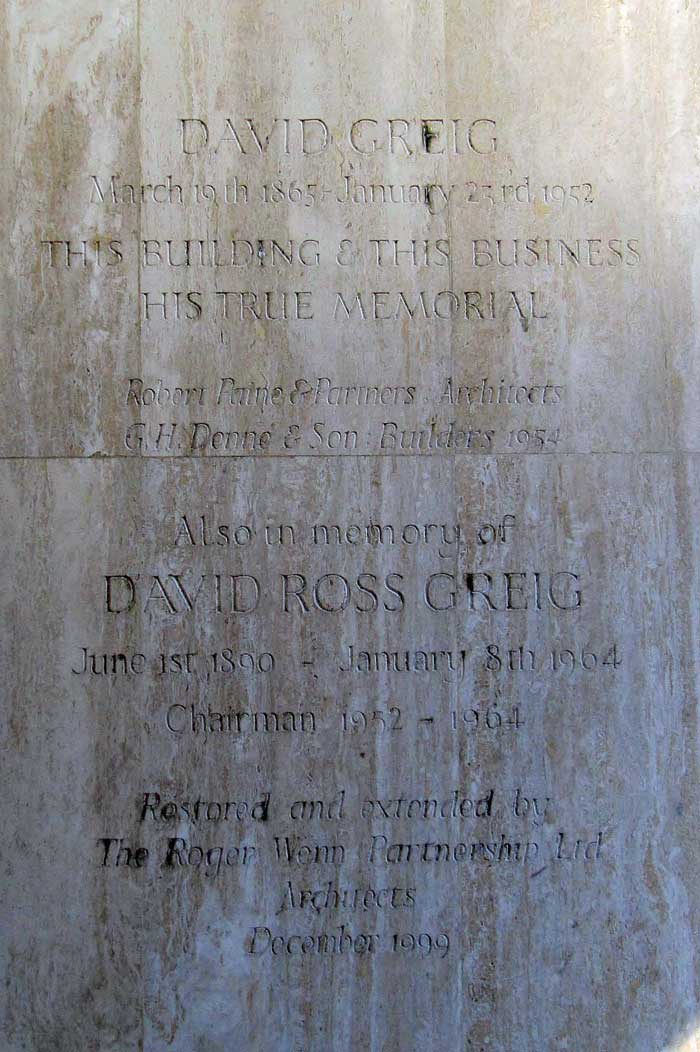 DAVID GREIG
March 19th 1865-January 23rd 1952
THIS BUILDING & THIS BUSINESS
HIS TRUE MEMORIAL
Robert Paine & Partners : Architects
G.H. Denne & Son : Builders 1954
Also in memory of
DAVID ROSS GREIG
June 1st 1890 - January 8th 1964
Chairman 1952 - 1964
Restored and extended by
The Roger Wenn Partnership Ltd
Architects
December 1999